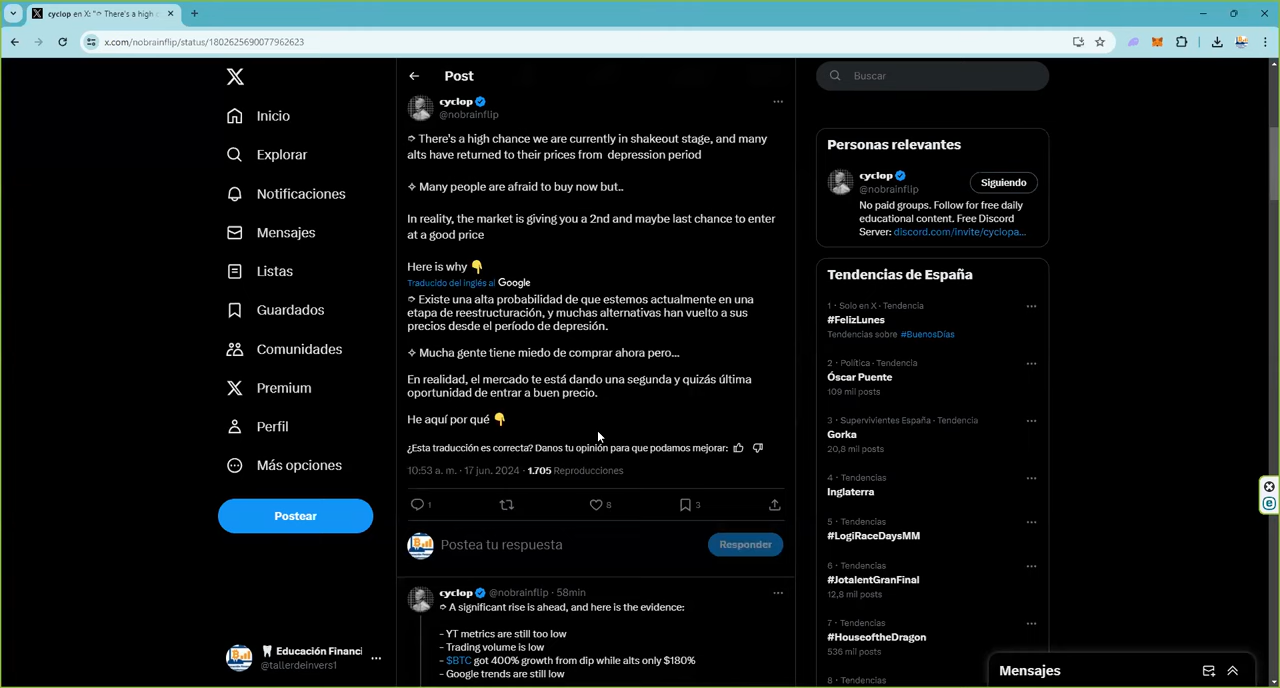 cyclop en X: "➮ There's a high c
x.com/nobrainflip/status/1802625690077962623
Inicio
Explorar
Notificaciones
Mensajes
Listas
Guardados
Comunidades
Premium
Perfil
Más opciones
Postear
🦷 Educación Financi
@tallerdeinvers1
Post
cyclop
@nobrainflip
➮ There's a high chance we are currently in shakeout stage, and many
alts have returned to their prices from depression period
✧ Many people are afraid to buy now but..
In reality, the market is giving you a 2nd and maybe last chance to enter
at a good price
Here is why 👇
Traducido del inglés al Google
➮ Existe una alta probabilidad de que estemos actualmente en una
etapa de reestructuración, y muchas alternativas han vuelto a sus
precios desde el período de depresión.
✧ Mucha gente tiene miedo de comprar ahora pero...
En realidad, el mercado te está dando una segunda y quizás última
oportunidad de entrar a buen precio.
He aquí por qué 👇
¿Esta traducción es correcta? Danos tu opinión para que podamos mejorar:
10:53 a. m. · 17 jun. 2024 · 1.705 Reproducciones
1 8 3
Postea tu respuesta
Responder
cyclop @nobrainflip · 58min
➮ A significant rise is ahead, and here is the evidence:
- YT metrics are still too low
- Trading volume is low
- $BTC got 400% growth from dip while alts only $180%
- Google trends are still low
Buscar
Personas relevantes
cyclop
@nobrainflip
Siguiendo
No paid groups. Follow for free daily
educational content. Free Discord
Server: discord.com/invite/cyclopa...
Tendencias de España
1 · Solo en X · Tendencia
#FelizLunes
Tendencias sobre #BuenosDías
2 · Política · Tendencia
Óscar Puente
109 mil posts
3 · Supervivientes España · Tendencia
Gorka
20,8 mil posts
4 · Tendencias
Inglaterra
5 · Tendencias
#LogiRaceDaysMM
6 · Tendencias
#JotalentGranFinal
12,8 mil posts
7 · Tendencias
#HouseoftheDragon
536 mil posts
8 · Tendencias
Mensajes